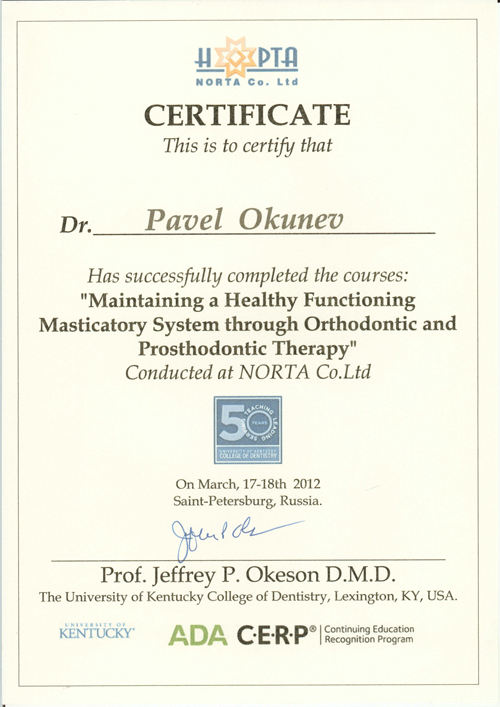 НОРТА
NORTA Co. Ltd
CERTIFICATE
This is to certify that
Dr. Pavel Okunev
Has successfully completed the courses:
"Maintaining a Healthy Functioning
Masticatory System through Orthodontic and
Prosthodontic Therapy"
Conducted at NORTA Co.Ltd
50 YEARS
TEACHING LEADING
UNIVERSITY OF KENTUCKY
COLLEGE OF DENTISTRY
On March, 17-18th 2012
Saint-Petersburg, Russia.
Prof. Jeffrey P. Okeson D.M.D.
The University of Kentucky College of Dentistry, Lexington, KY, USA.
UNIVERSITY OF
KENTUCKY
ADA C·E·R·P® | Continuing Education
Recognition Program